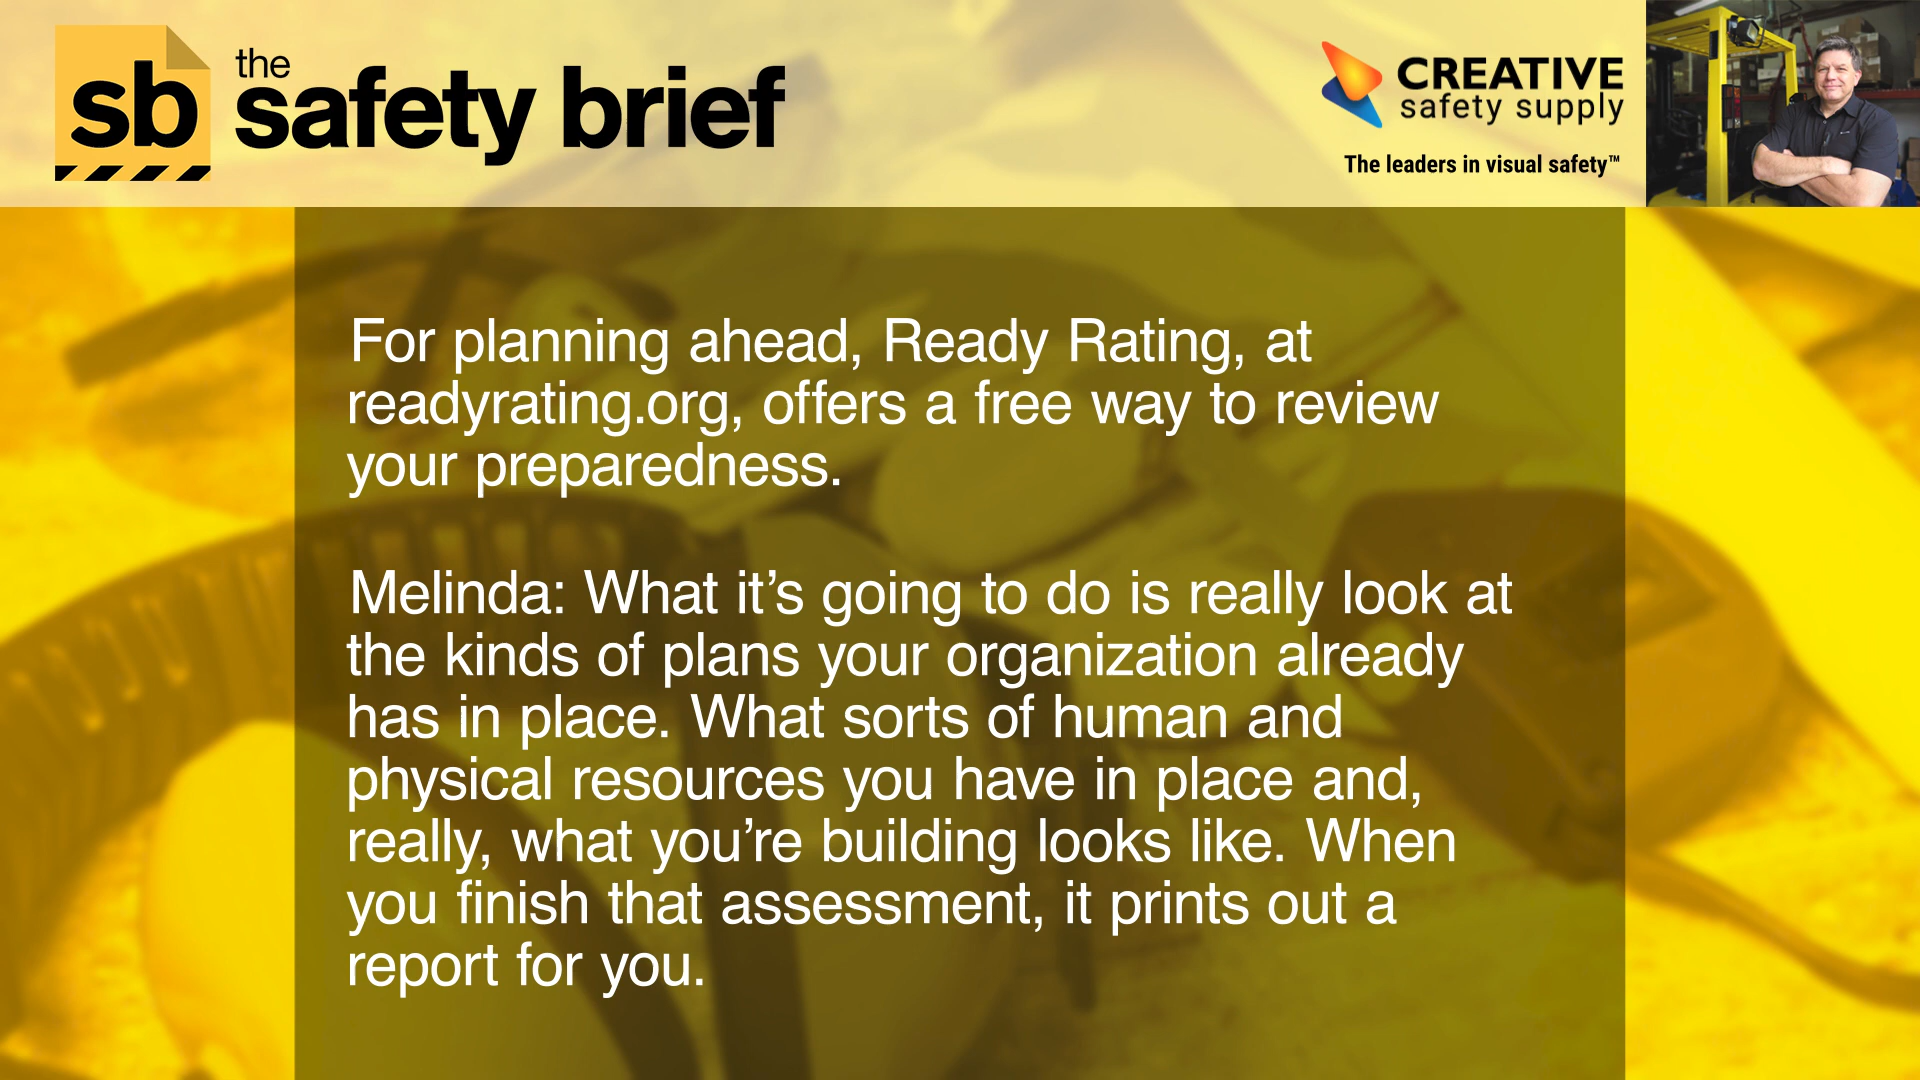 sb
the
safety brief
CREATIVE
safety supply
The leaders in visual safety™
For planning ahead, Ready Rating, at
readyrating.org, offers a free way to review
your preparedness.
Melinda: What it’s going to do is really look at
the kinds of plans your organization already
has in place. What sorts of human and
physical resources you have in place and,
really, what you’re building looks like. When
you finish that assessment, it prints out a
report for you.